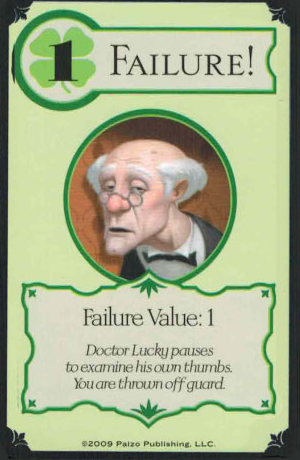 1 FAILURE!
Failure Value: 1
Doctor Lucky pauses
to examine his own thumbs.
You are thrown off guard.
©2009 Paizo Publishing, LLC.